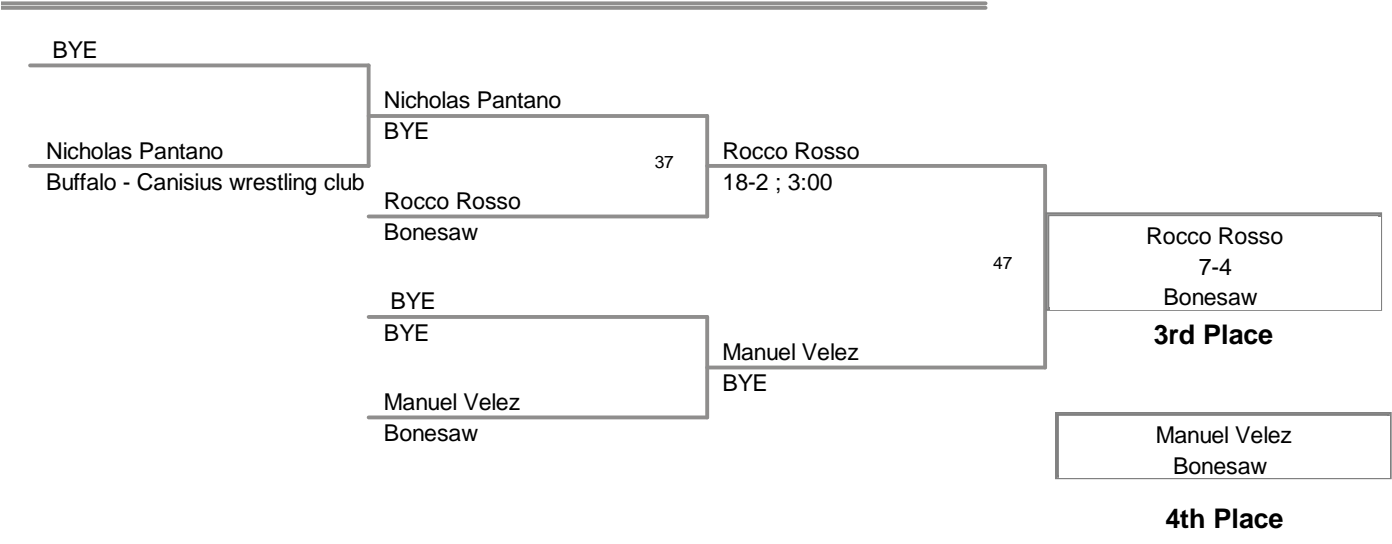 BYE
Nicholas Pantano
Buffalo - Canisius wrestling club
Nicholas Pantano
BYE
37
Rocco Rosso
Bonesaw
BYE
BYE
Manuel Velez
Bonesaw
Rocco Rosso
18-2 ; 3:00
47
Manuel Velez
BYE
Rocco Rosso
7-4
Bonesaw
3rd Place
Manuel Velez
Bonesaw
4th Place